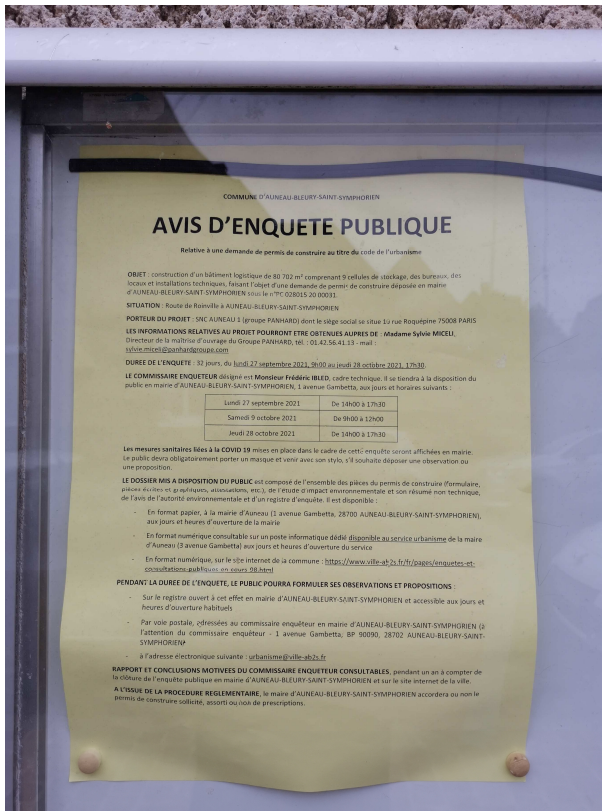 COMMUNE D'AUNEAU-BLEURY-SAINT-SYMPHORIEN
AVIS D'ENQUETE PUBLIQUE
Relative à une demande de permis de construire au titre du code de l'urbanisme
OBJET : construction d'un bâtiment logistique de 80 702 m² comprenant 9 cellules de stockage, des bureaux, des
locaux et installations techniques, faisant l'objet d'une demande de permis de construire déposée en mairie
d'AUNEAU-BLEURY-SAINT-SYMPHORIEN sous le n°PC 028015 20 00031.
SITUATION : Route de Roinville à AUNEAU-BLEURY-SAINT-SYMPHORIEN
PORTEUR DU PROJET : SNC AUNEAU 1 (groupe PANHARD) dont le siège social se situe 10 rue Roquépine 75008 PARIS
LES INFORMATIONS RELATIVES AU PROJET POURRONT ETRE OBTENUES AUPRES DE : Madame Sylvie MICELI,
Directeur de la maîtrise d'ouvrage du Groupe PANHARD, tél. : 01.42.56.41.13 - mail :
sylvie.miceli@panhardgroupe.com
DUREE DE L'ENQUETE : 32 jours, du lundi 27 septembre 2021, 9h00 au jeudi 28 octobre 2021, 17h30.
LE COMMISSAIRE ENQUETEUR désigné est Monsieur Frédéric IBLED, cadre technique. Il se tiendra à la disposition du
public en mairie d'AUNEAU-BLEURY-SAINT-SYMPHORIEN, 1 avenue Gambetta, aux jours et horaires suivants :
Lundi 27 septembre 2021 De 14h00 à 17h30
Samedi 9 octobre 2021 De 9h00 à 12h00
Jeudi 28 octobre 2021 De 14h00 à 17h30
Les mesures sanitaires liées à la COVID 19 mises en place dans le cadre de cette enquête seront affichées en mairie.
Le public devra obligatoirement porter un masque et venir avec son stylo, s'il souhaite déposer une observation ou
une proposition.
LE DOSSIER MIS A DISPOSITION DU PUBLIC est composé de l'ensemble des pièces du permis de construire (formulaire,
pièces écrites et graphiques, attestations, etc.), de l'étude d'impact environnementale et son résumé non technique,
de l'avis de l'autorité environnementale et d'un registre d'enquête. Il est disponible :
- En format papier, à la mairie d'Auneau (1 avenue Gambetta, 28700 AUNEAU-BLEURY-SAINT-SYMPHORIEN),
aux jours et heures d'ouverture de la mairie
- En format numérique consultable sur un poste informatique dédié disponible au service urbanisme de la mairie
d'Auneau (3 avenue Gambetta) aux jours et heures d'ouverture du service
- En format numérique, sur le site internet de la commune : https://www.ville-ab2s.fr/fr/pages/enquetes-et-
consultations-publiques-en-cours_98.html
PENDANT LA DUREE DE L'ENQUETE, LE PUBLIC POURRA FORMULER SES OBSERVATIONS ET PROPOSITIONS :
- Sur le registre ouvert à cet effet en mairie d'AUNEAU-BLEURY-SAINT-SYMPHORIEN et accessible aux jours et
heures d'ouverture habituels
- Par voie postale, adressées au commissaire enquêteur en mairie d'AUNEAU-BLEURY-SAINT-SYMPHORIEN (à
l'attention du commissaire enquêteur - 1 avenue Gambetta, BP 90090, 28702 AUNEAU-BLEURY-SAINT-
SYMPHORIEN)
- à l'adresse électronique suivante : urbanisme@ville-ab2s.fr
RAPPORT ET CONCLUSIONS MOTIVEES DU COMMISSAIRE ENQUETEUR CONSULTABLES, pendant un an à compter de
la clôture de l'enquête publique en mairie d'AUNEAU-BLEURY-SAINT-SYMPHORIEN et sur le site internet de la ville.
A L'ISSUE DE LA PROCEDURE REGLEMENTAIRE, le maire d'AUNEAU-BLEURY-SAINT-SYMPHORIEN accordera ou non le
permis de construire sollicité, assorti ou non de prescriptions.